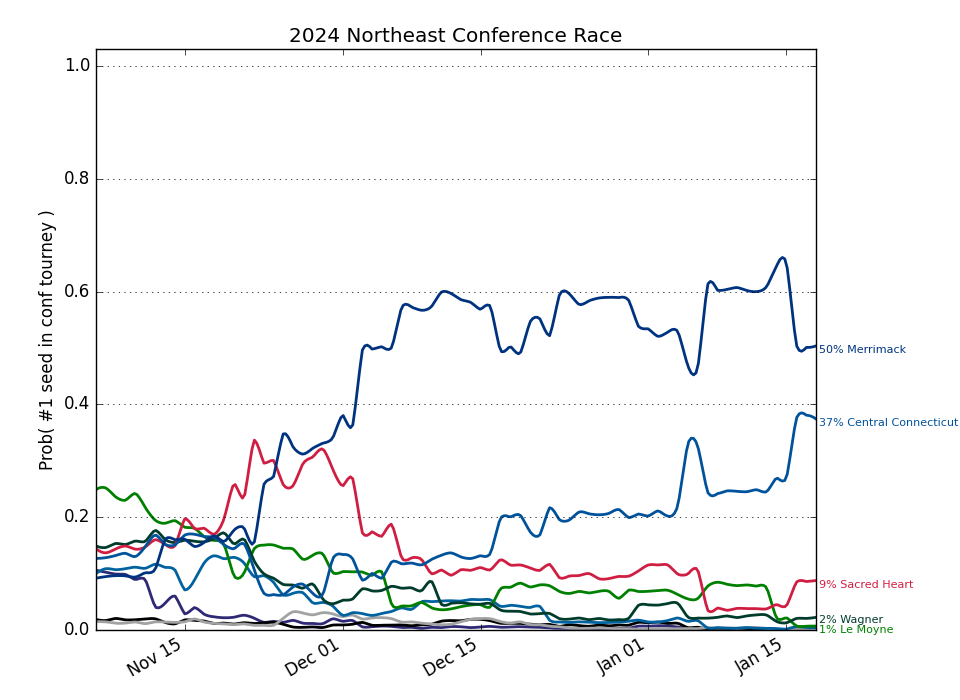 2024 Northeast Conference Race
Prob( #1 seed in conf tourney )
1.0
0.8
0.6
0.4
0.2
0.0
50% Merrimack
37% Central Connecticut
9% Sacred Heart
2% Wagner
1% Le Moyne
Nov 15
Dec 01
Dec 15
Jan 01
Jan 15